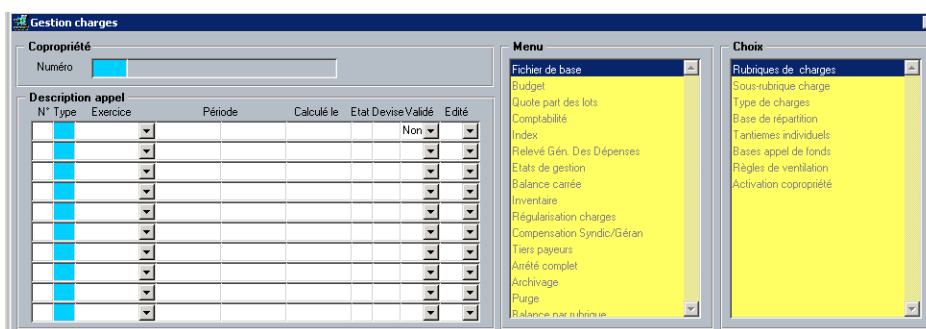 Gestion charges
Copropriété
Numéro
Description appel
N° Type Exercice Période Calculé le Etat Devise Validé Edité
Non
Menu
Fichier de base
Budget
Quote part des lots
Comptabilité
Index
Relevé Gén. Des Dépenses
Etats de gestion
Balance carrée
Inventaire
Régularisation charges
Compensation Syndic/Géran
Tiers payeurs
Arrété complet
Archivage
Purge
Balance par rubrique
Choix
Rubriques de charges
Sous-rubrique charge
Type de charges
Base de répartition
Tantiemes individuels
Bases appel de fonds
Règles de ventilation
Activation copropriété